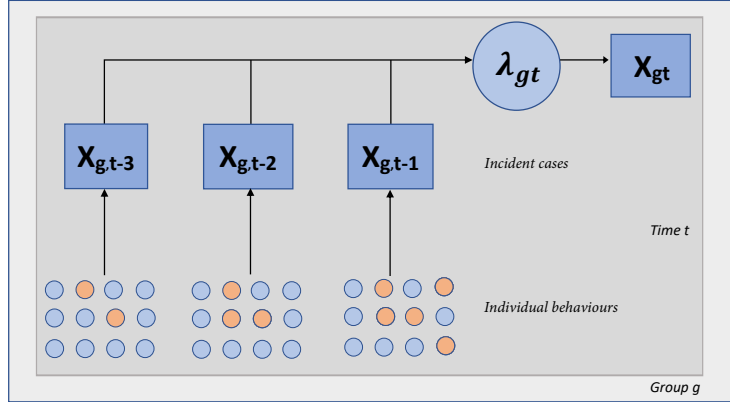 λgt
Xgt
Xg,t-3
Xg,t-2
Xg,t-1
Incident cases
Time t
Individual behaviours
Group g